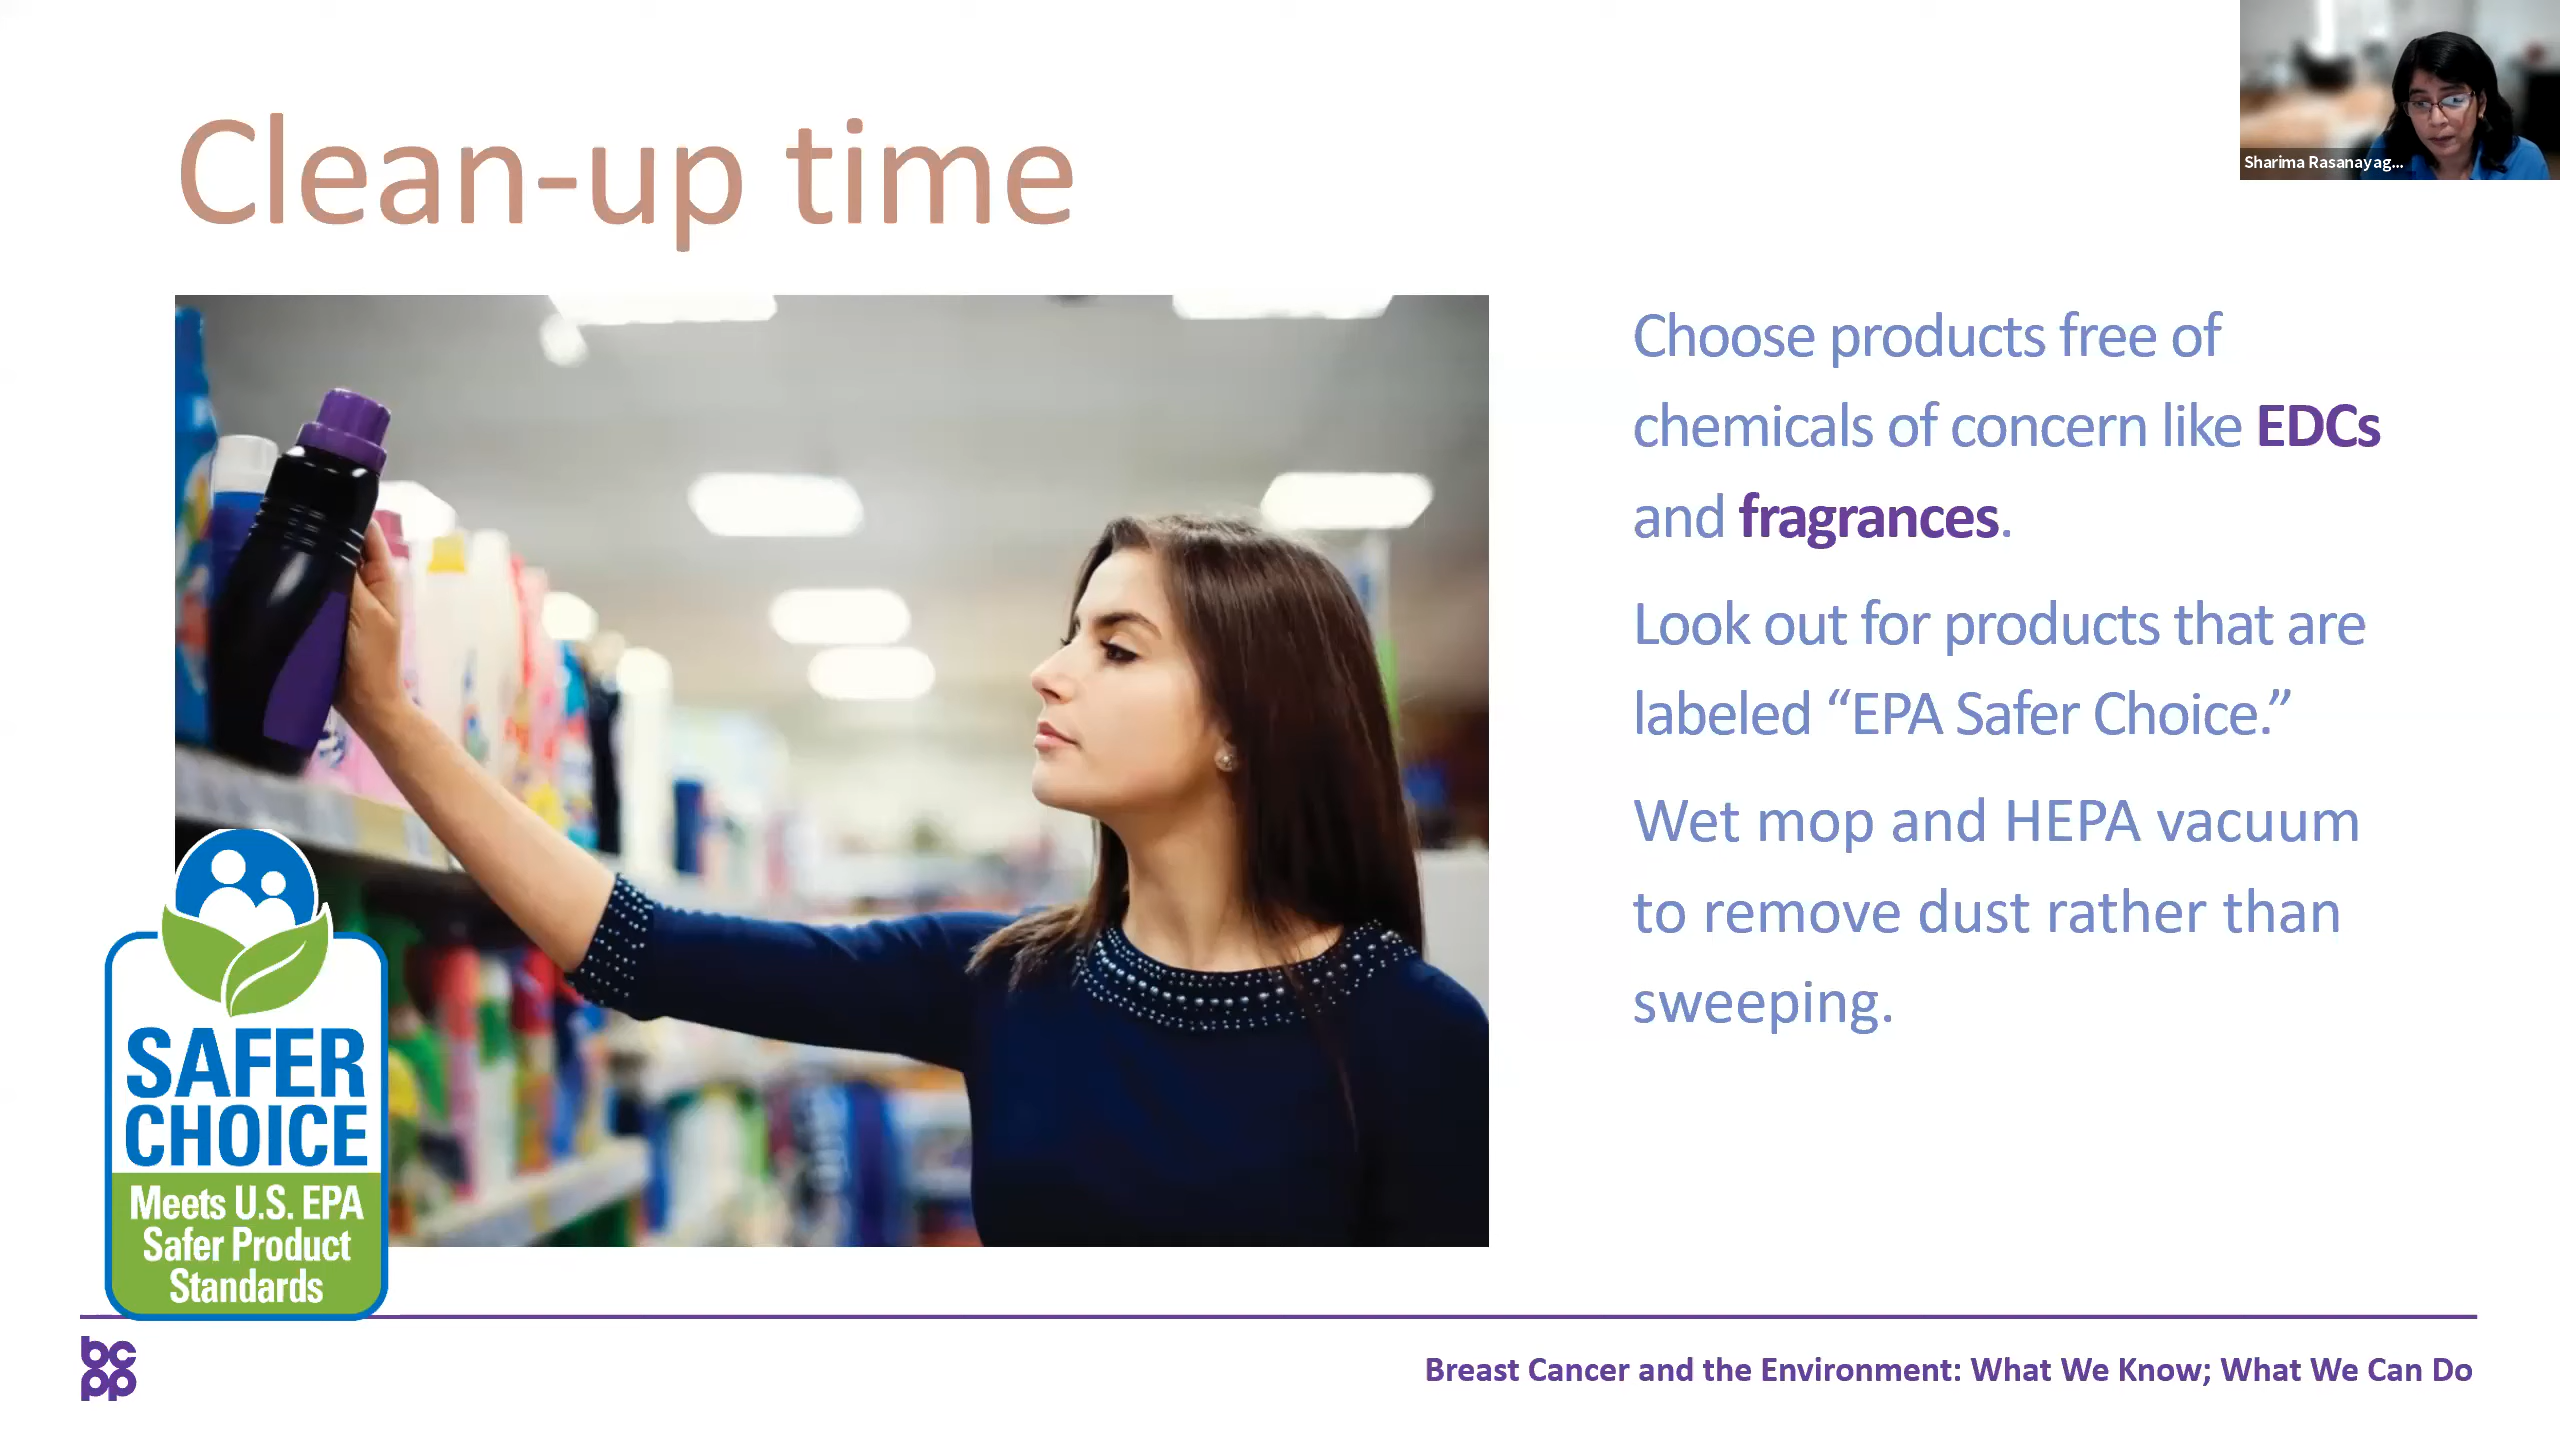 Clean-up time
Sharima Rasanayag...
Choose products free of
chemicals of concern like EDCs
and fragrances.
Look out for products that are
labeled “EPA Safer Choice.”
Wet mop and HEPA vacuum
to remove dust rather than
sweeping.
SAFER
CHOICE
Meets U.S. EPA
Safer Product
Standards
bc
pp
Breast Cancer and the Environment: What We Know; What We Can Do